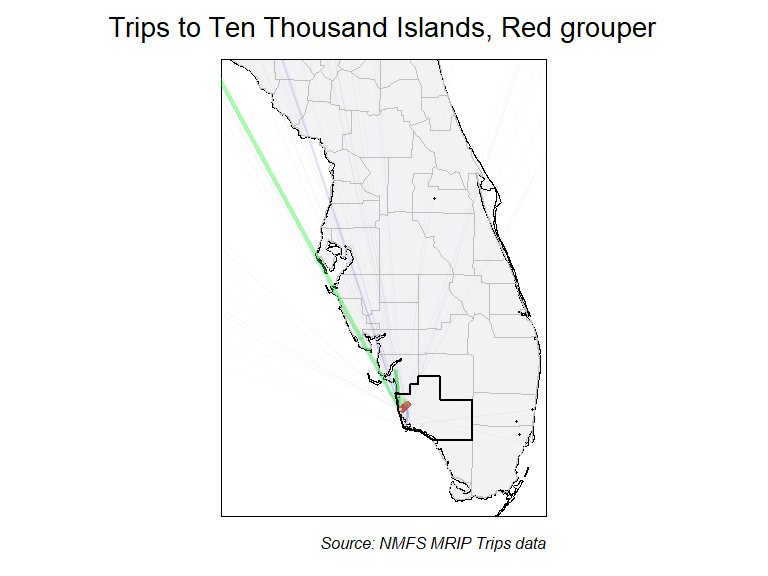 Trips to Ten Thousand Islands, Red grouper
Source: NMFS MRIP Trips data